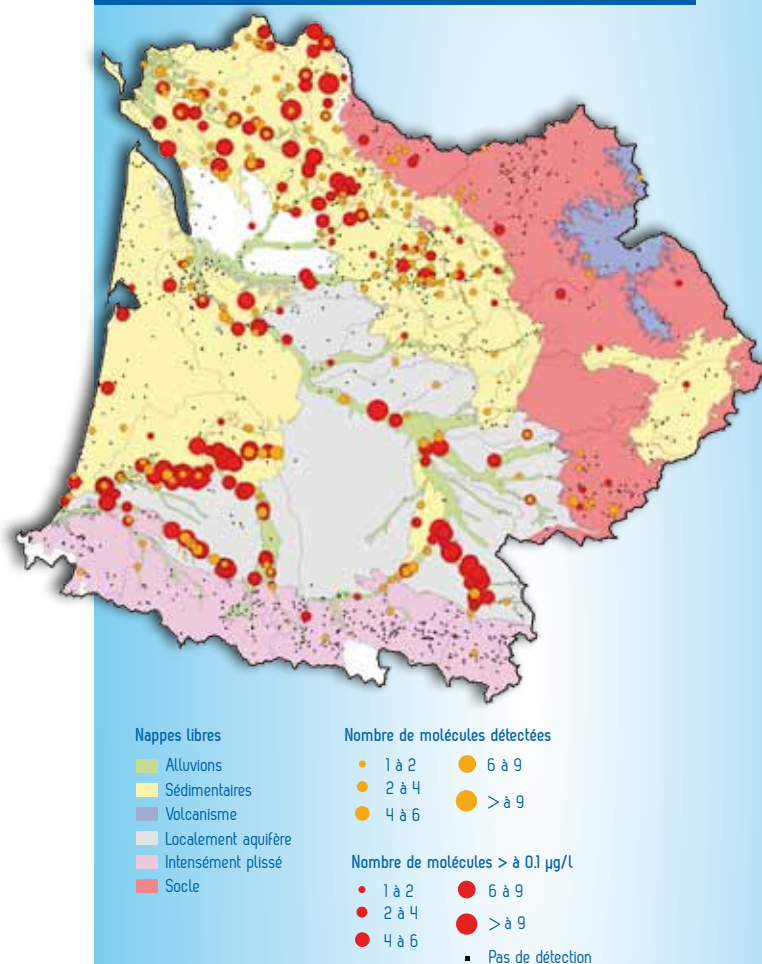 Nappes libres
Alluvions
Sédimentaires
Volcanisme
Localement aquifère
Intensément plissé
Socle
Nombre de molécules détectées
1 à 2
2 à 4
4 à 6
6 à 9
> à 9
Nombre de molécules > à 0.1 µg/l
1 à 2
2 à 4
4 à 6
6 à 9
> à 9
Pas de détection